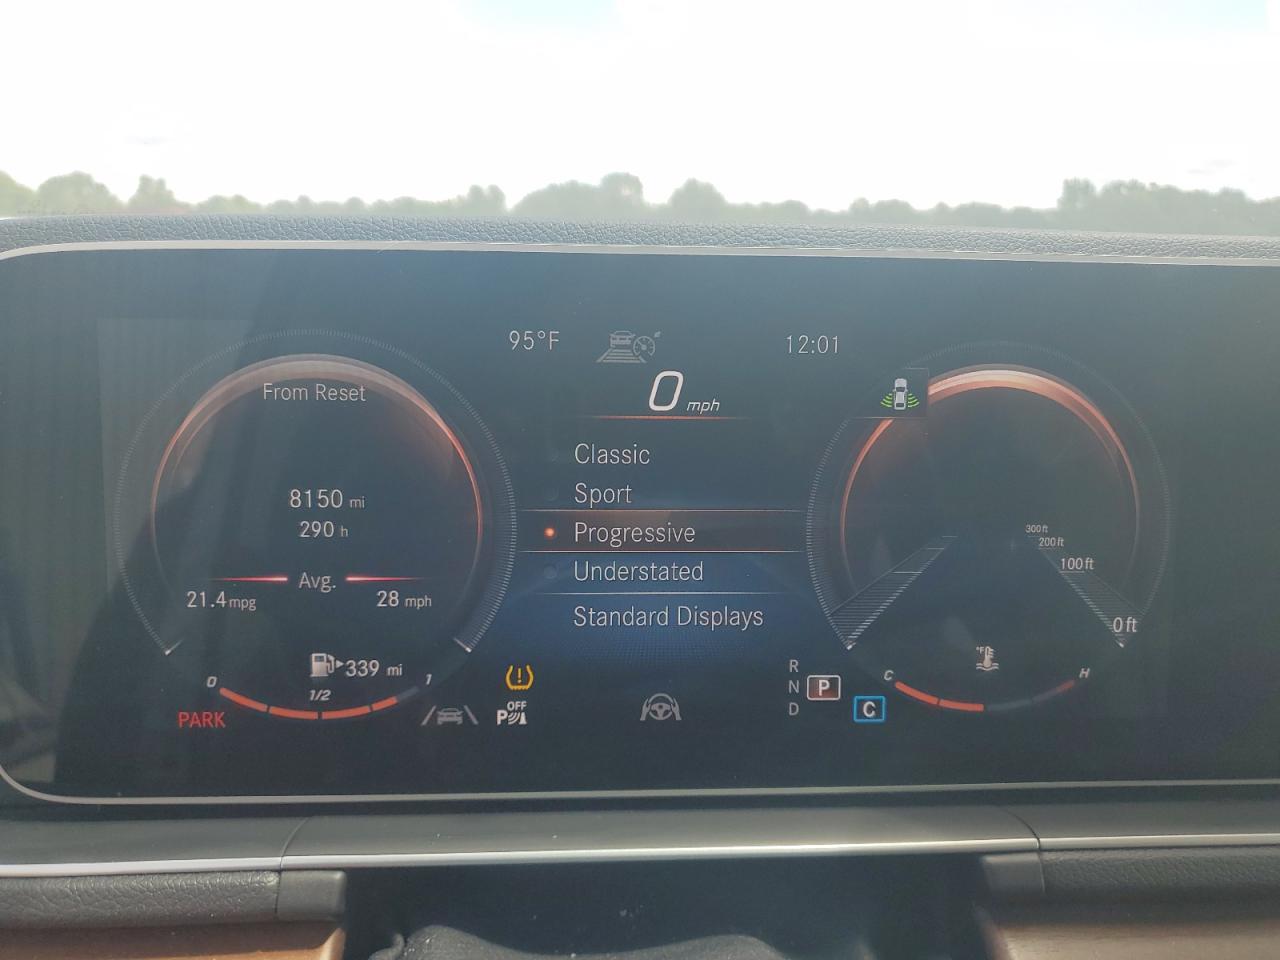 95°F
12:01
0 mph
From Reset
8150 mi
290 h
Avg.
21.4 mpg 28 mph
339 mi
0 1/2 1
PARK
Classic
Sport
Progressive
Understated
Standard Displays
OFF
P
300 ft
200 ft
100 ft
0 ft
°F
C H
R
N P
D
C